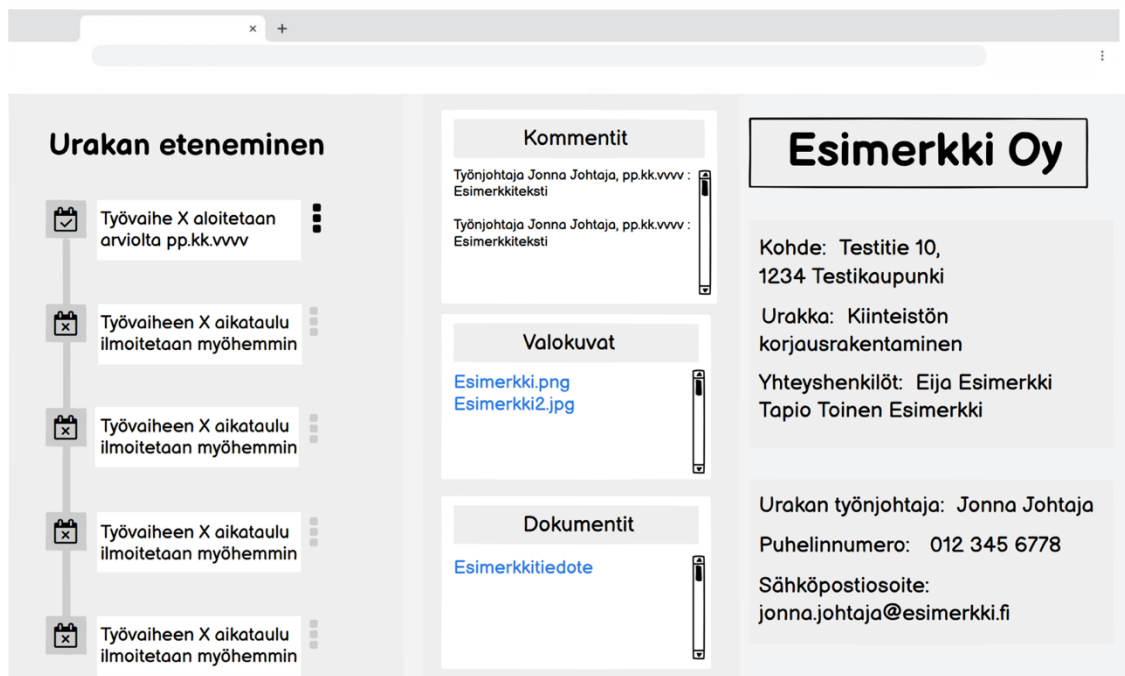 Urakan eteneminen
Työvaihe X aloitetaan
arviolta pp.kk.vvvv
Työvaiheen X aikataulu
ilmoitetaan myöhemmin
Työvaiheen X aikataulu
ilmoitetaan myöhemmin
Työvaiheen X aikataulu
ilmoitetaan myöhemmin
Työvaiheen X aikataulu
ilmoitetaan myöhemmin
Kommentit
Työnjohtaja Jonna Johtaja, pp.kk.vvvv :
Esimerkkiteksti
Työnjohtaja Jonna Johtaja, pp.kk.vvvv :
Esimerkkiteksti
Valokuvat
Esimerkki.png
Esimerkki2.jpg
Dokumentit
Esimerkkitiedote
Esimerkki Oy
Kohde: Testitie 10,
1234 Testikaupunki
Urakka: Kiinteistön
korjausrakentaminen
Yhteyshenkilöt: Eija Esimerkki
Tapio Toinen Esimerkki
Urakan työnjohtaja: Jonna Johtaja
Puhelinnumero: 012 345 6778
Sähköpostiosoite:
jonna.johtaja@esimerkki.fi